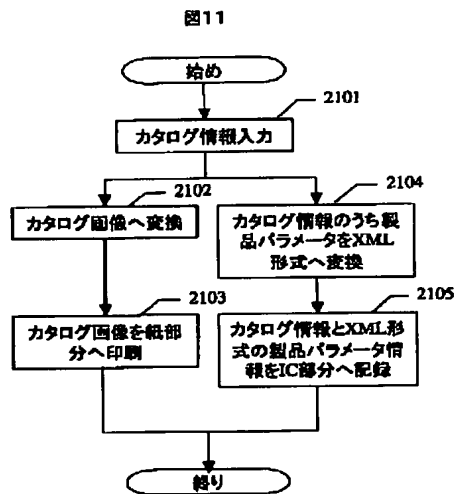 図11
始め
2101
カタログ情報入力
2102
カタログ画像へ変換
2104
カタログ情報のうち製
品パラメータをXML
形式へ変換
2103
カタログ画像を紙部
分へ印刷
2105
カタログ情報とXML形
式の製品パラメータ情
報をIC部分へ記録
終り